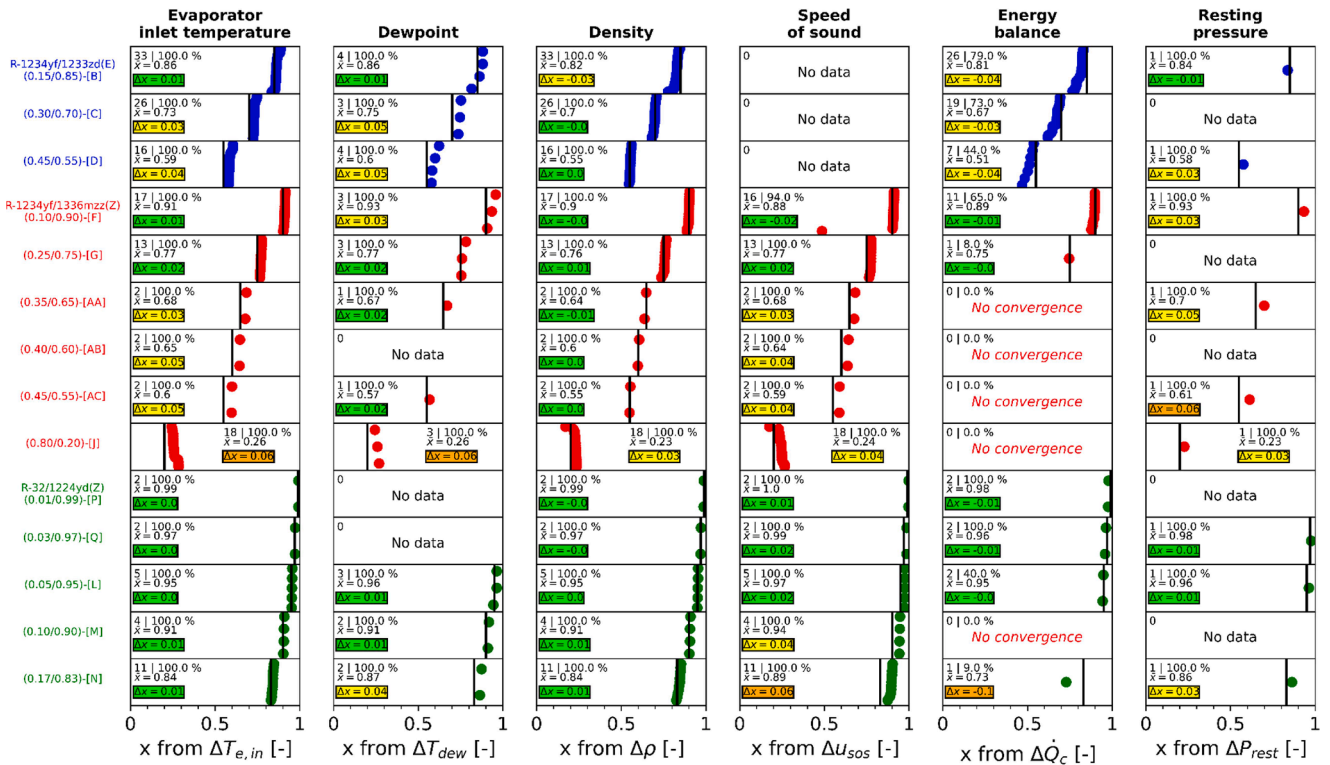 Evaporator
inlet temperature
Dewpoint
Density
Speed
of sound
Energy
balance
Resting
pressure
R-1234yf/1233zd(E)
(0.15/0.85)-[B]
33 | 100.0 %
x̄ = 0.86
Δx = 0.01
4 | 100.0 %
x̄ = 0.86
Δx = 0.01
33 | 100.0 %
x̄ = 0.82
Δx = -0.03
0
No data
26 | 79.0 %
x̄ = 0.81
Δx = -0.04
1 | 100.0 %
x̄ = 0.84
Δx = -0.01
(0.30/0.70)-[C]
26 | 100.0 %
x̄ = 0.73
Δx = 0.03
3 | 100.0 %
x̄ = 0.75
Δx = 0.05
26 | 100.0 %
x̄ = 0.7
Δx = -0.0
0
No data
19 | 73.0 %
x̄ = 0.67
Δx = -0.03
0
No data
(0.45/0.55)-[D]
16 | 100.0 %
x̄ = 0.59
Δx = 0.04
4 | 100.0 %
x̄ = 0.6
Δx = 0.05
16 | 100.0 %
x̄ = 0.55
Δx = 0.0
0
No data
7 | 44.0 %
x̄ = 0.51
Δx = -0.04
1 | 100.0 %
x̄ = 0.58
Δx = 0.03
R-1234yf/1336mzz(Z)
(0.10/0.90)-[F]
17 | 100.0 %
x̄ = 0.91
Δx = 0.01
3 | 100.0 %
x̄ = 0.93
Δx = 0.03
17 | 100.0 %
x̄ = 0.9
Δx = -0.0
16 | 94.0 %
x̄ = 0.88
Δx = -0.02
11 | 65.0 %
x̄ = 0.89
Δx = -0.01
1 | 100.0 %
x̄ = 0.93
Δx = 0.03
(0.25/0.75)-[G]
13 | 100.0 %
x̄ = 0.77
Δx = 0.02
3 | 100.0 %
x̄ = 0.77
Δx = 0.02
13 | 100.0 %
x̄ = 0.76
Δx = 0.01
13 | 100.0 %
x̄ = 0.77
Δx = 0.02
1 | 8.0 %
x̄ = 0.75
Δx = -0.0
0
No data
(0.35/0.65)-[AA]
2 | 100.0 %
x̄ = 0.68
Δx = 0.03
1 | 100.0 %
x̄ = 0.67
Δx = 0.02
2 | 100.0 %
x̄ = 0.64
Δx = -0.01
2 | 100.0 %
x̄ = 0.68
Δx = 0.03
0 | 0.0 %
No convergence
1 | 100.0 %
x̄ = 0.7
Δx = 0.05
(0.40/0.60)-[AB]
2 | 100.0 %
x̄ = 0.65
Δx = 0.05
0
No data
2 | 100.0 %
x̄ = 0.6
Δx = 0.0
2 | 100.0 %
x̄ = 0.64
Δx = 0.04
0 | 0.0 %
No convergence
0
No data
(0.45/0.55)-[AC]
2 | 100.0 %
x̄ = 0.6
Δx = 0.05
1 | 100.0 %
x̄ = 0.57
Δx = 0.02
2 | 100.0 %
x̄ = 0.55
Δx = 0.0
2 | 100.0 %
x̄ = 0.59
Δx = 0.04
0 | 0.0 %
No convergence
1 | 100.0 %
x̄ = 0.61
Δx = 0.06
(0.80/0.20)-[J]
18 | 100.0 %
x̄ = 0.26
Δx = 0.06
3 | 100.0 %
x̄ = 0.26
Δx = 0.06
18 | 100.0 %
x̄ = 0.23
Δx = 0.03
18 | 100.0 %
x̄ = 0.24
Δx = 0.04
0 | 0.0 %
No convergence
1 | 100.0 %
x̄ = 0.23
Δx = 0.03
R-32/1224yd(Z)
(0.01/0.99)-[P]
2 | 100.0 %
x̄ = 0.99
Δx = 0.0
0
No data
2 | 100.0 %
x̄ = 0.99
Δx = -0.0
2 | 100.0 %
x̄ = 1.0
Δx = 0.01
2 | 100.0 %
x̄ = 0.98
Δx = -0.01
0
No data
(0.03/0.97)-[Q]
2 | 100.0 %
x̄ = 0.97
Δx = 0.0
0
No data
2 | 100.0 %
x̄ = 0.97
Δx = -0.0
2 | 100.0 %
x̄ = 0.99
Δx = 0.02
2 | 100.0 %
x̄ = 0.96
Δx = -0.01
1 | 100.0 %
x̄ = 0.98
Δx = 0.01
(0.05/0.95)-[L]
5 | 100.0 %
x̄ = 0.95
Δx = 0.0
3 | 100.0 %
x̄ = 0.96
Δx = 0.01
5 | 100.0 %
x̄ = 0.95
Δx = 0.0
5 | 100.0 %
x̄ = 0.97
Δx = 0.02
2 | 40.0 %
x̄ = 0.95
Δx = -0.0
1 | 100.0 %
x̄ = 0.96
Δx = 0.01
(0.10/0.90)-[M]
4 | 100.0 %
x̄ = 0.91
Δx = 0.01
2 | 100.0 %
x̄ = 0.91
Δx = 0.01
4 | 100.0 %
x̄ = 0.91
Δx = 0.01
4 | 100.0 %
x̄ = 0.94
Δx = 0.04
0 | 0.0 %
No convergence
0
No data
(0.17/0.83)-[N]
11 | 100.0 %
x̄ = 0.84
Δx = 0.01
2 | 100.0 %
x̄ = 0.87
Δx = 0.04
11 | 100.0 %
x̄ = 0.84
Δx = 0.01
11 | 100.0 %
x̄ = 0.89
Δx = 0.06
1 | 9.0 %
x̄ = 0.73
Δx = -0.1
1 | 100.0 %
x̄ = 0.86
Δx = 0.03
0 0.5 1
0 0.5 1
0 0.5 1
0 0.5 1
0 0.5 1
0 0.5 1
x from ΔT_{e, in} [-]
x from ΔT_{dew} [-]
x from Δρ [-]
x from Δu_{sos} [-]
x from ΔQ̇_c [-]
x from ΔP_{rest} [-]